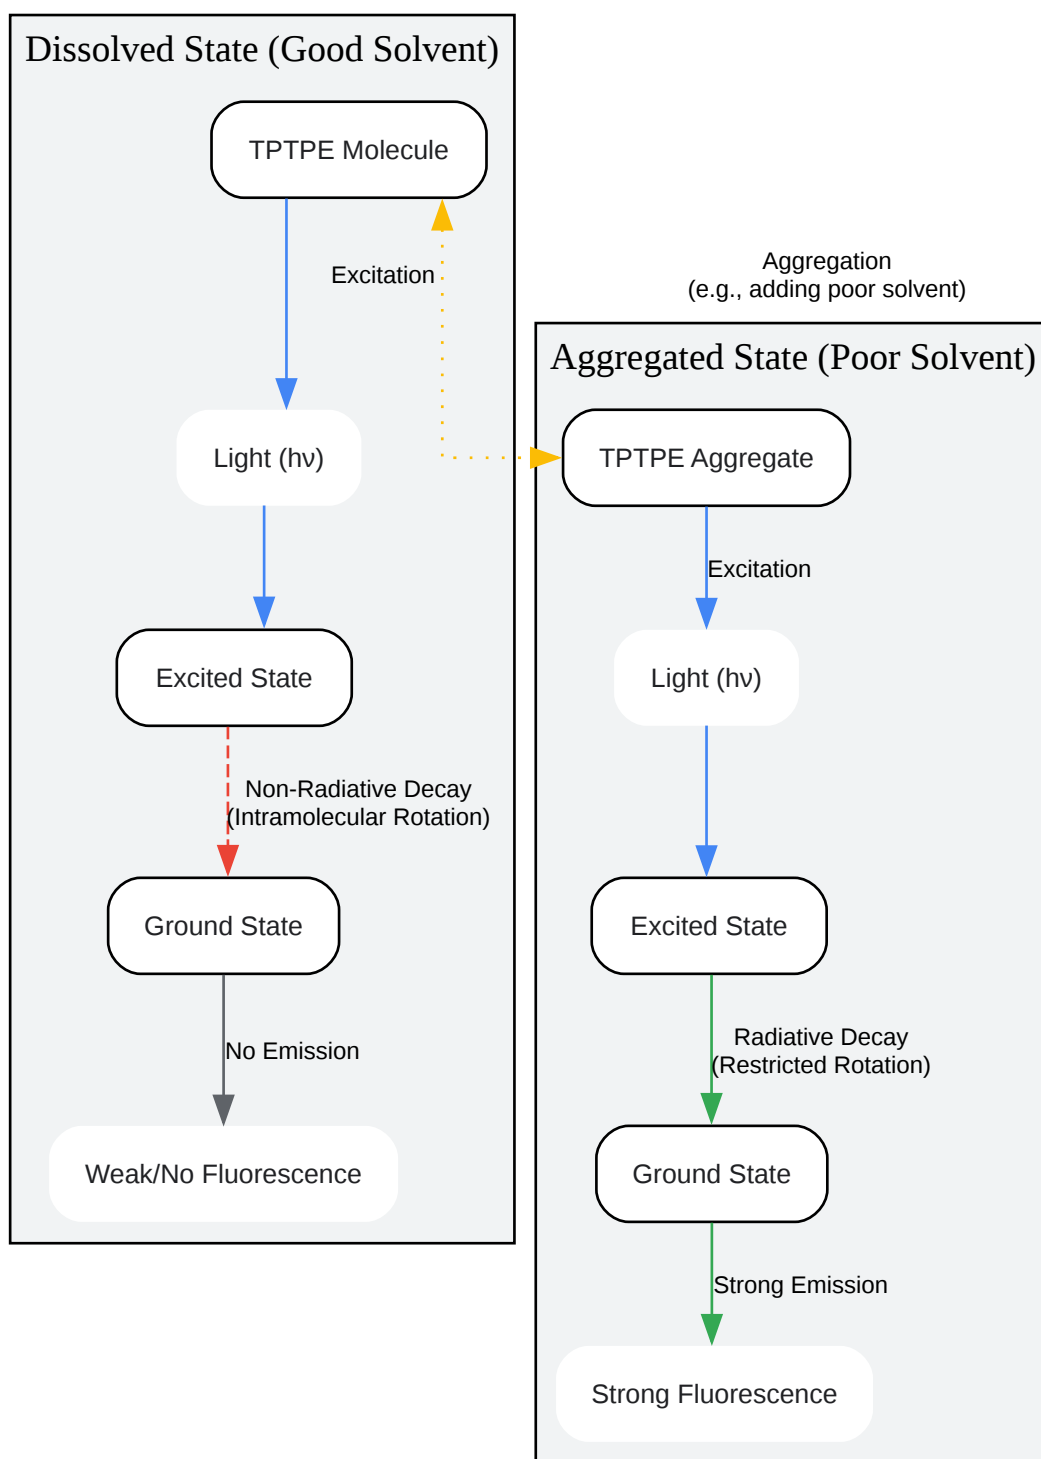 Dissolved State (Good Solvent)
TPTPE Molecule
Excitation
Light (hν)
Excited State
Non-Radiative Decay
(Intramolecular Rotation)
Ground State
No Emission
Weak/No Fluorescence
Aggregation
(e.g., adding poor solvent)
Aggregated State (Poor Solvent)
TPTPE Aggregate
Excitation
Light (hν)
Excited State
Radiative Decay
(Restricted Rotation)
Ground State
Strong Emission
Strong Fluorescence